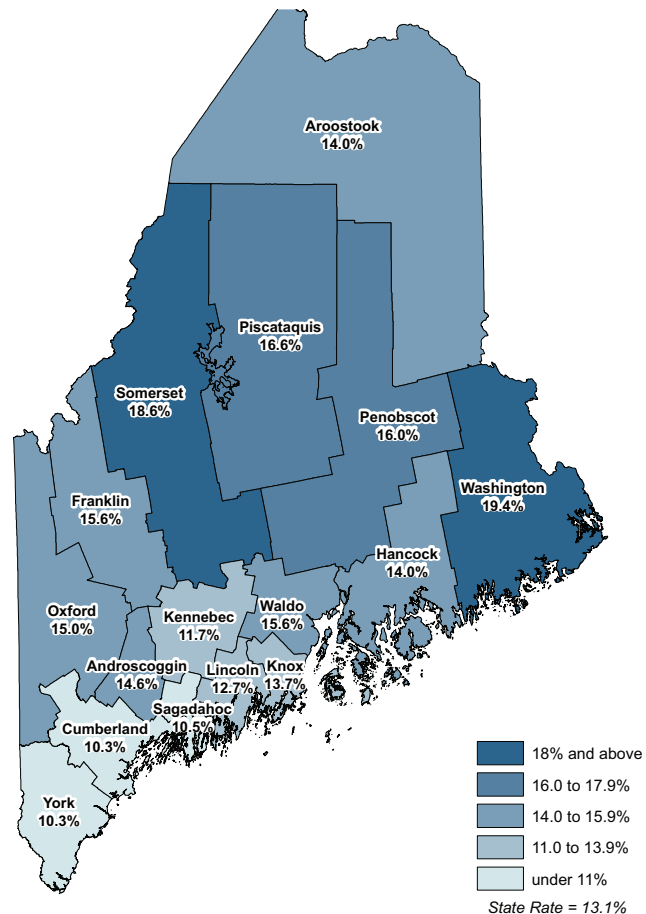 Aroostook
14.0%
Piscataquis
16.6%
Somerset
18.6%
Penobscot
16.0%
Washington
19.4%
Franklin
15.6%
Hancock
14.0%
Oxford
15.0%
Kennebec
11.7%
Waldo
15.6%
Androscoggin
14.6%
Lincoln
12.7%
Knox
13.7%
Sagadahoc
10.5%
Cumberland
10.3%
York
10.3%
18% and above
16.0 to 17.9%
14.0 to 15.9%
11.0 to 13.9%
under 11%
State Rate = 13.1%